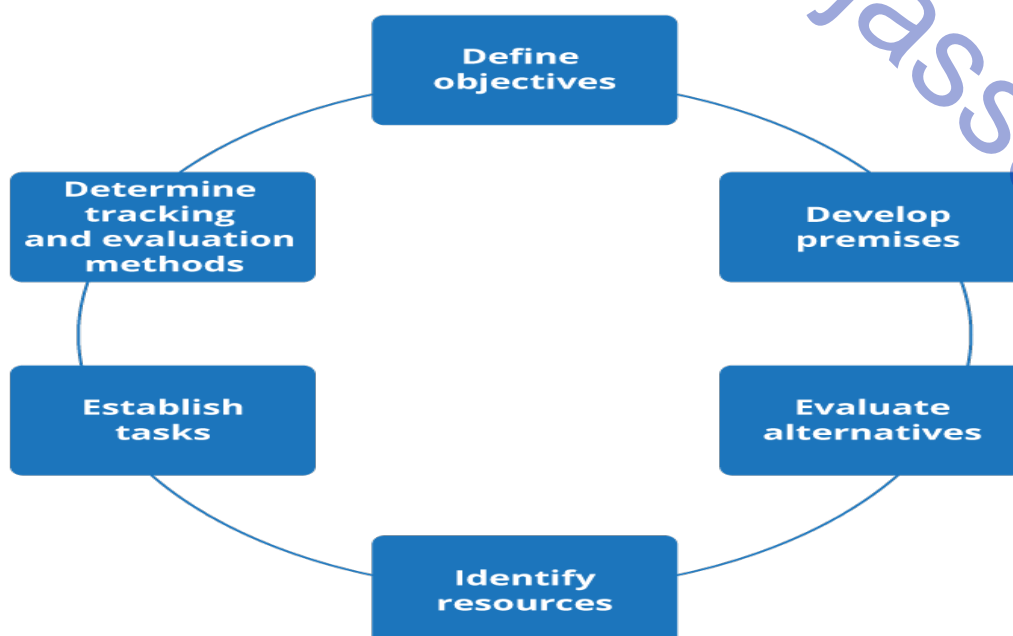 Define
objectives
Develop
premises
Evaluate
alternatives
Identify
resources
Establish
tasks
Determine
tracking
and evaluation
methods